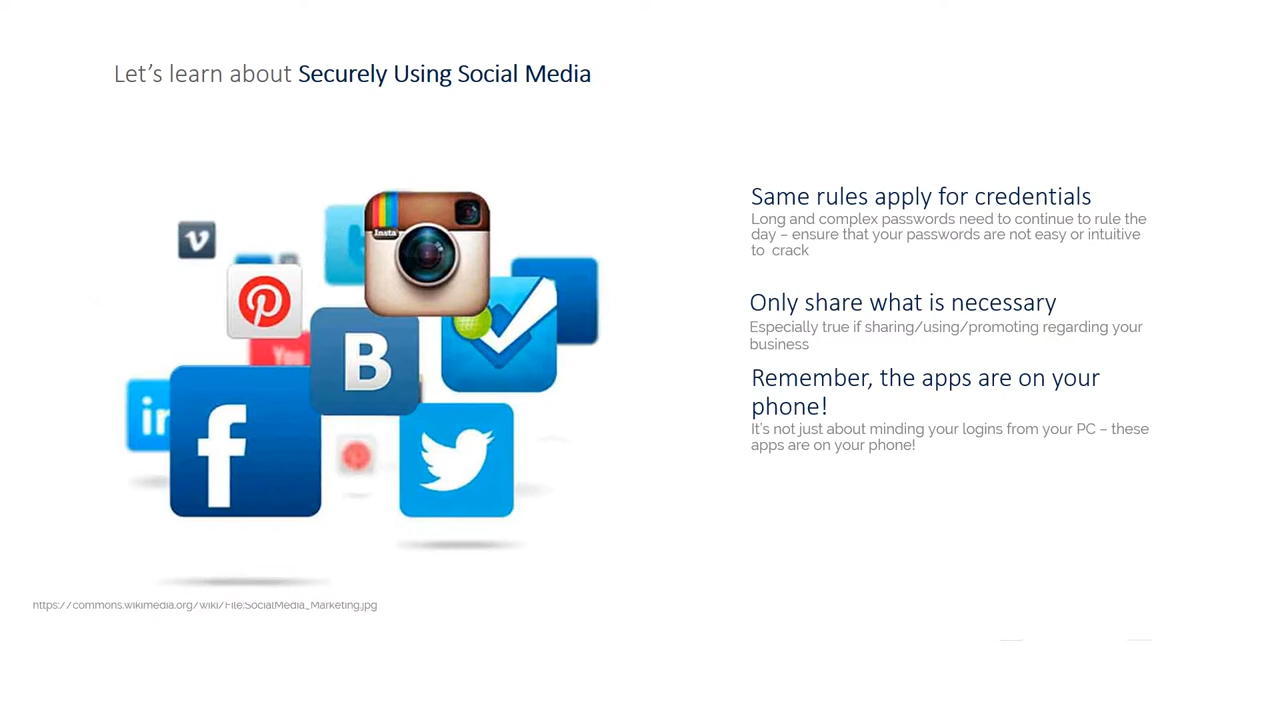 Let's learn about Securely Using Social Media
Same rules apply for credentials
Long and complex passwords need to continue to rule the
day – ensure that your passwords are not easy or intuitive
to crack
Only share what is necessary
Especially true if sharing/using/promoting regarding your
business
Remember, the apps are on your
phone!
It's not just about minding your logins from your PC – these
apps are on your phone!
Insta
You
B
in
f
https://commons.wikimedia.org/wiki/File:SocialMedia_Marketing.jpg